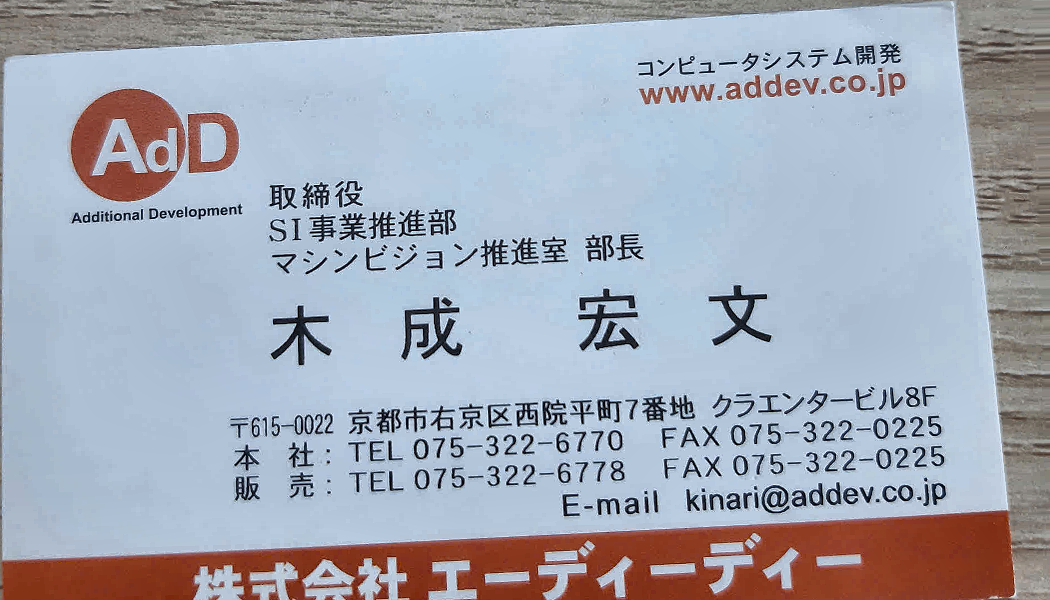 コンピュータシステム開発
www.addev.co.jp
AdD
Additional Development
取締役
SI事業推進部
マシンビジョン推進室 部長
木成 宏文
〒615-0022 京都市右京区西院平町7番地 クラエンタービル8F
本 社: TEL 075-322-6770 FAX 075-322-0225
販 売: TEL 075-322-6778 FAX 075-322-0225
E-mail kinari@addev.co.jp
株式会社 エーディーディー